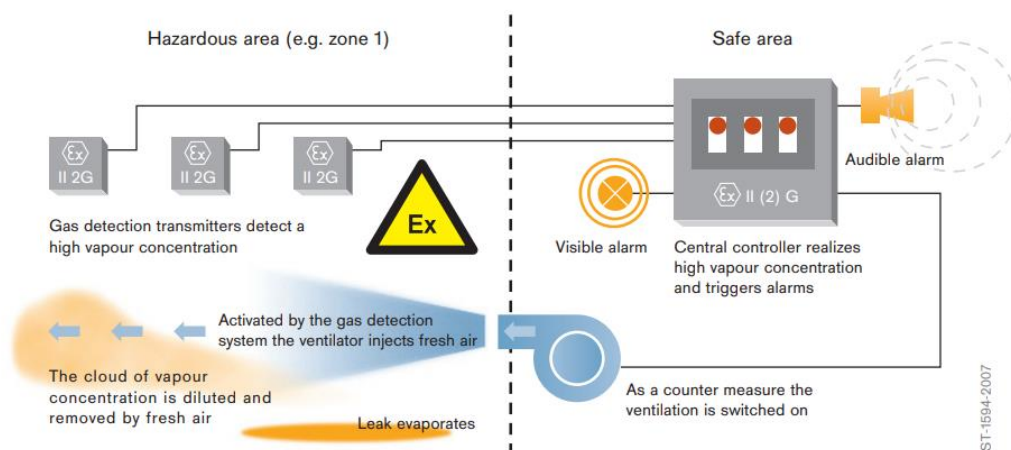 Hazardous area (e.g. zone 1)
Safe area
Ex
II 2G
Ex
II 2G
Ex
II 2G
Gas detection transmitters detect a
high vapour concentration
Ex
Visible alarm
Audible alarm
Ex II (2) G
Central controller realizes
high vapour concentration
and triggers alarms
Activated by the gas detection
system the ventilator injects fresh air
The cloud of vapour
concentration is diluted and
removed by fresh air
Leak evaporates
As a counter measure the
ventilation is switched on
ST-1594-2007